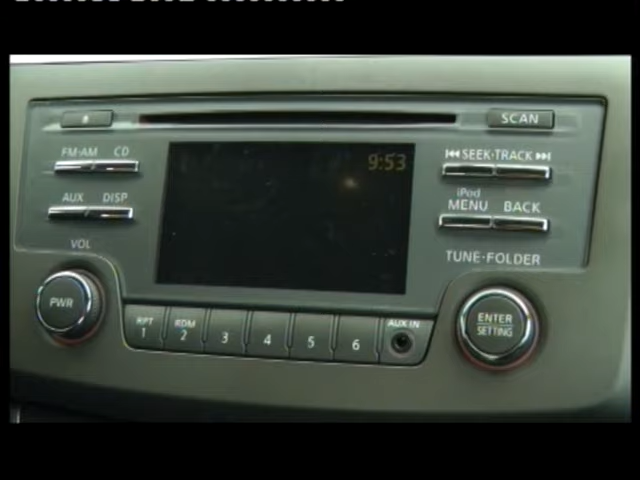 SCAN
FM·AM CD
SEEK·TRACK
9:53
iPod
MENU BACK
AUX DISP
VOL
TUNE·FOLDER
PWR
ENTER
SETTING
RPT
1
RDM
2
3
4
5
6
AUX IN